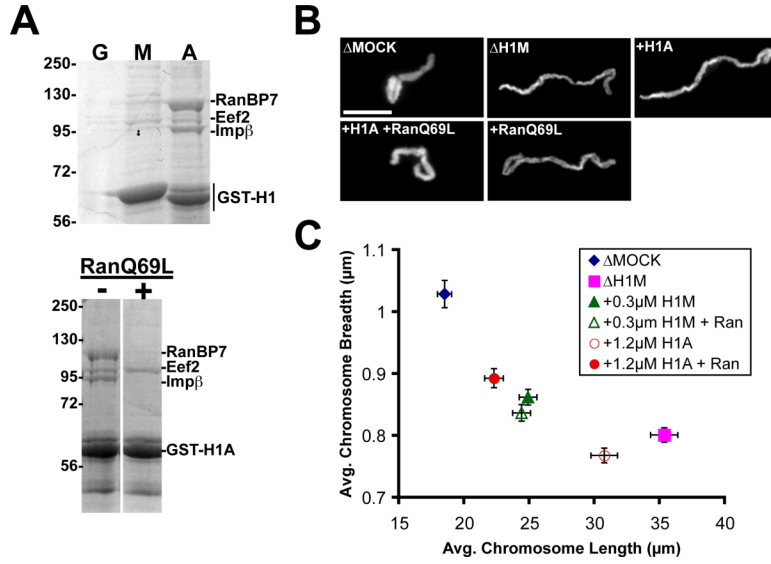 A
G M A
250-
130-
95-
72-
56-
-RanBP7
-Eef2
-Impβ
GST-H1
RanQ69L
- +
250-
130-
95-
72-
56-
-RanBP7
-Eef2
-Impβ
-GST-H1A
B
ΔMOCK
ΔH1M
+H1A
+H1A +RanQ69L
+RanQ69L
C
Avg. Chromosome Breadth (µm)
1.1
1
0.9
0.8
0.7
15 20 25 30 35 40
Avg. Chromosome Length (µm)
ΔMOCK
ΔH1M
+0.3µM H1M
+0.3µm H1M + Ran
+1.2µM H1A
+1.2µM H1A + Ran